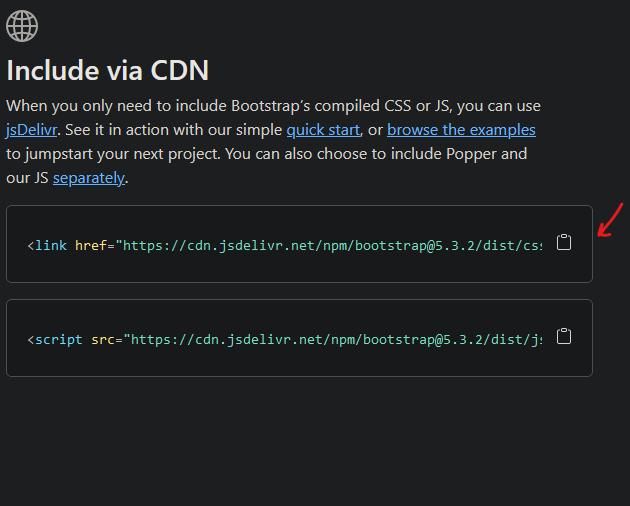 Include via CDN
When you only need to include Bootstrap’s compiled CSS or JS, you can use
jsDelivr. See it in action with our simple quick start, or browse the examples
to jumpstart your next project. You can also choose to include Popper and
our JS separately.
<link href="https://cdn.jsdelivr.net/npm/bootstrap@5.3.2/dist/css
<script src="https://cdn.jsdelivr.net/npm/bootstrap@5.3.2/dist/js